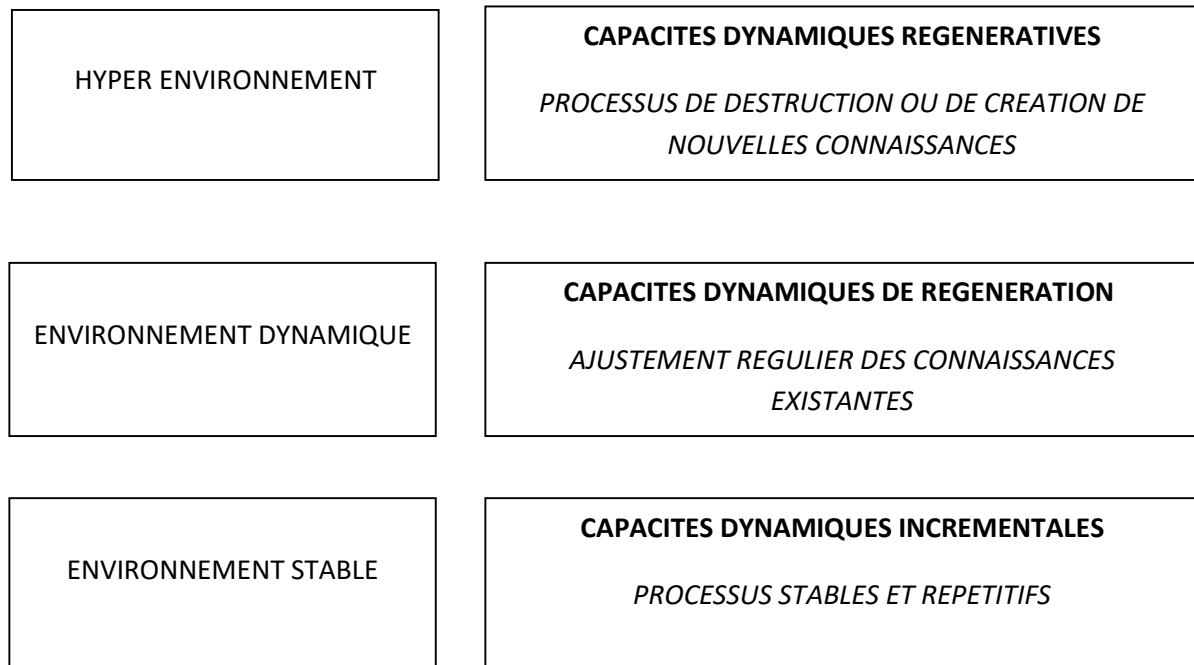 HYPER ENVIRONNEMENT
CAPACITES DYNAMIQUES REGENERATIVES
PROCESSUS DE DESTRUCTION OU DE CREATION DE
NOUVELLES CONNAISSANCES
ENVIRONNEMENT DYNAMIQUE
CAPACITES DYNAMIQUES DE REGENERATION
AJUSTEMENT REGULIER DES CONNAISSANCES
EXISTANTES
ENVIRONNEMENT STABLE
CAPACITES DYNAMIQUES INCREMENTALES
PROCESSUS STABLES ET REPETITIFS